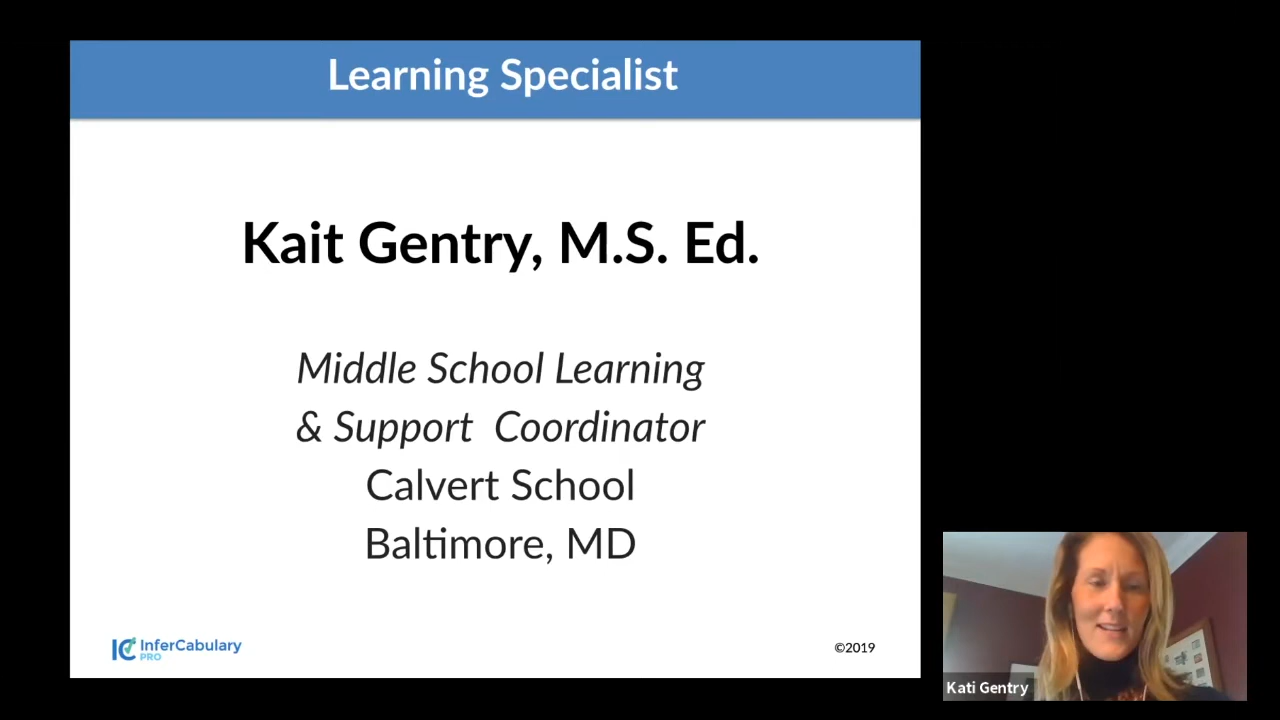 Learning Specialist
Kait Gentry, M.S. Ed.
Middle School Learning
& Support Coordinator
Calvert School
Baltimore, MD
IC InferCabulary
PRO
©2019
Kati Gentry